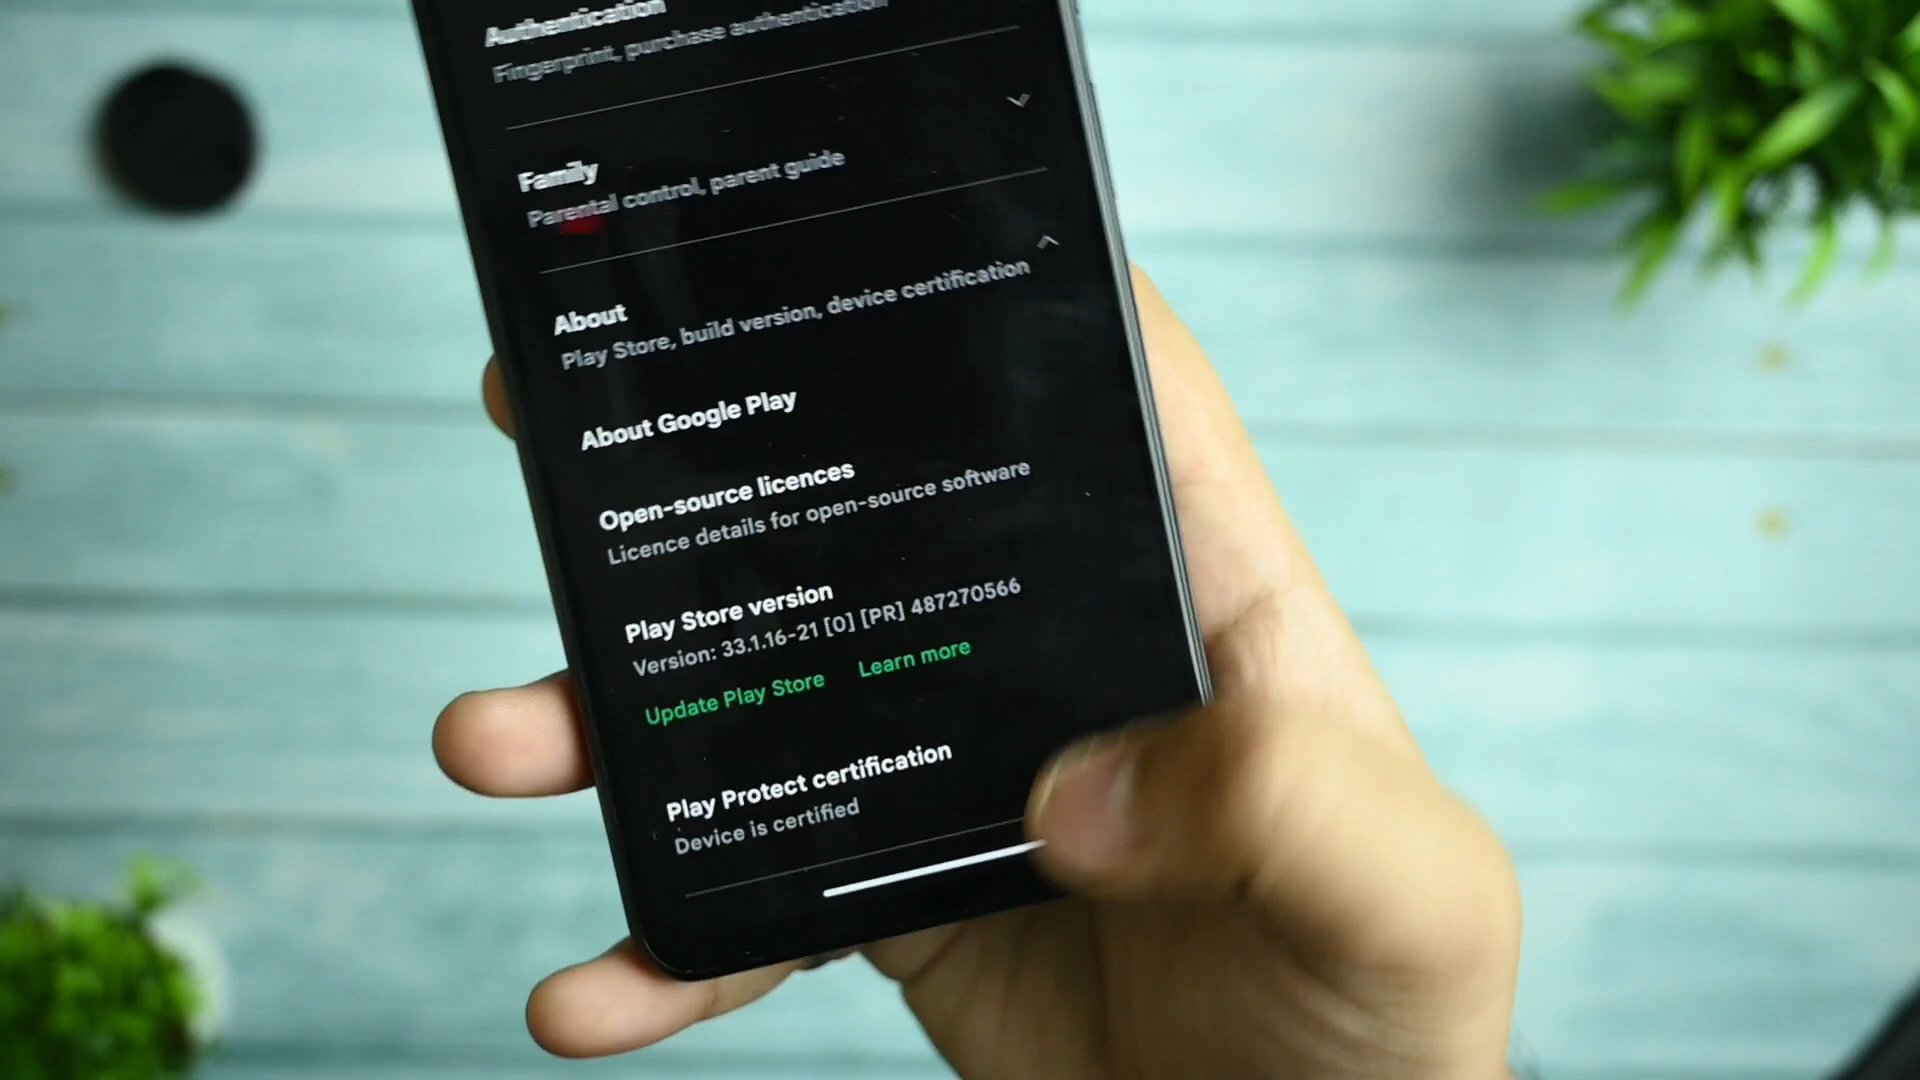 Authentication
Fingerprint, purchase authentication
Family
Parental control, parent guide
About
Play Store, build version, device certification
About Google Play
Open-source licences
Licence details for open-source software
Play Store version
Version: 33.1.16-21 [0] [PR] 487270566
Update Play Store Learn more
Play Protect certification
Device is certified